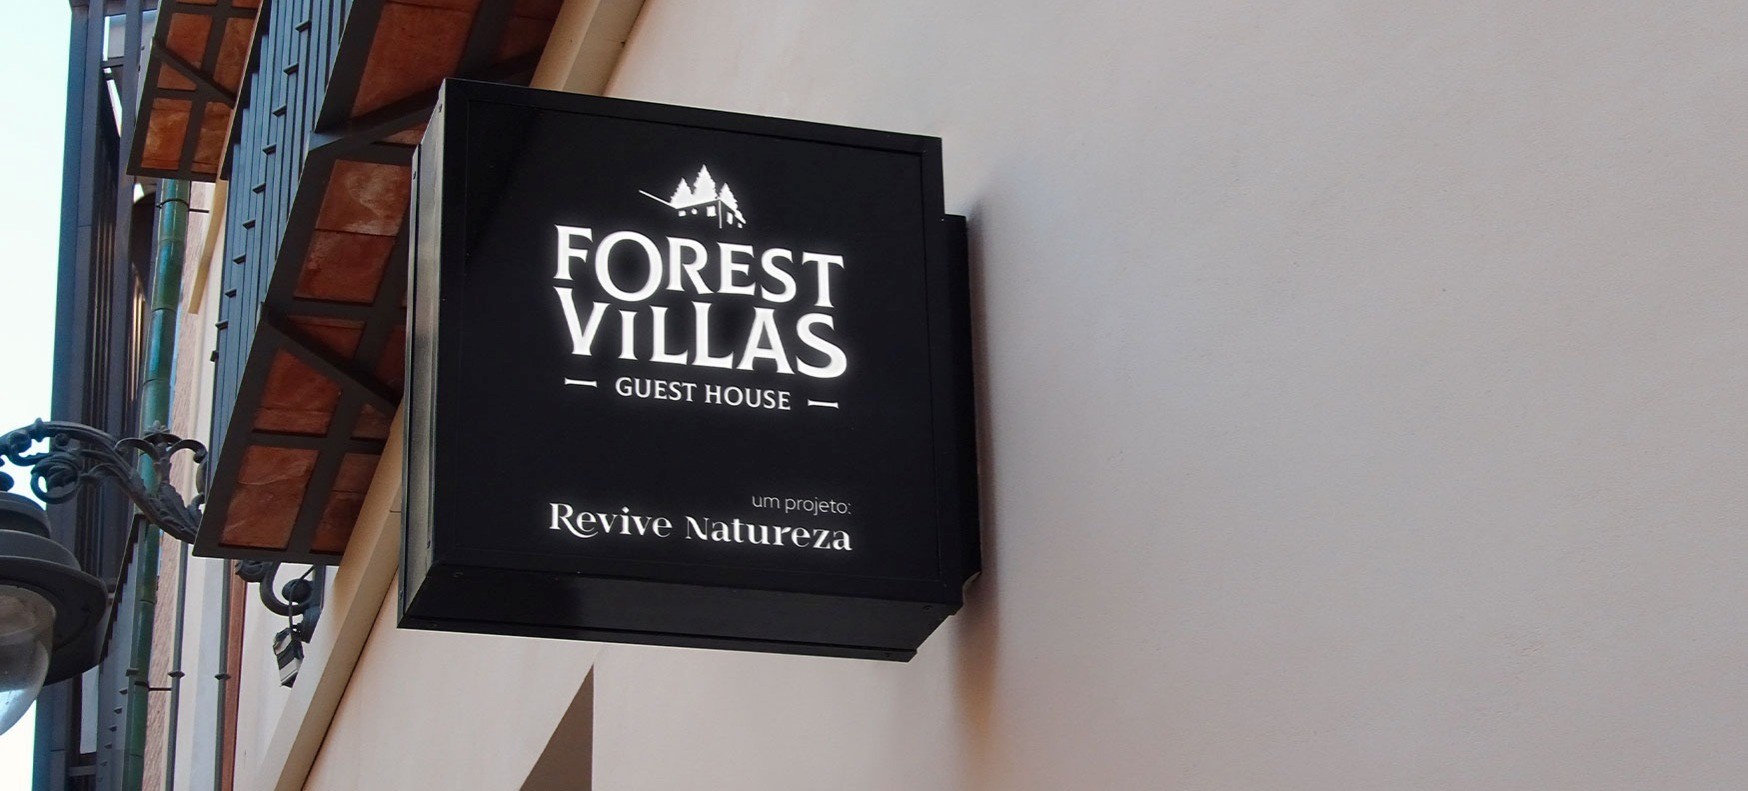 FOREST
VILLAS
GUEST HOUSE
um projeto:
Revive Natureza